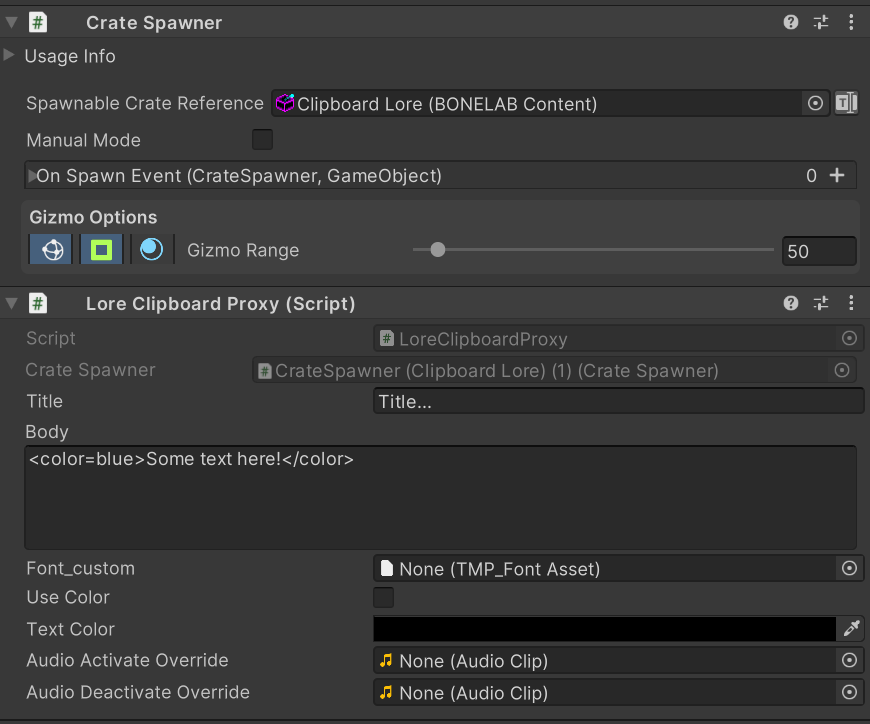 Crate Spawner
Usage Info
Spawnable Crate Reference Clipboard Lore (BONELAB Content)
Manual Mode
On Spawn Event (CrateSpawner, GameObject) 0
Gizmo Options
Gizmo Range 50
Lore Clipboard Proxy (Script)
Script LoreClipboardProxy
Crate Spawner CrateSpawner (Clipboard Lore) (1) (Crate Spawner)
Title Title...
Body
<color=blue>Some text here!</color>
Font_custom None (TMP_Font Asset)
Use Color
Text Color
Audio Activate Override None (Audio Clip)
Audio Deactivate Override None (Audio Clip)